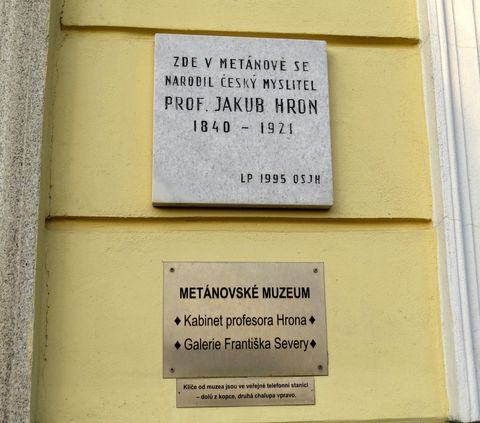 ZDE V METÁNOVĚ SE
NARODIL ČESKÝ MYSLITEL
PROF. JAKUB HRON
1840 - 1921
LP 1995 OSJH
METÁNOVSKÉ MUZEUM
♦ Kabinet profesora Hrona ♦
♦ Galerie Františka Severy ♦
Klíče od muzea jsou ve veřejné telefonní stanici
– dolů z kopce, druhá chalupa vpravo.